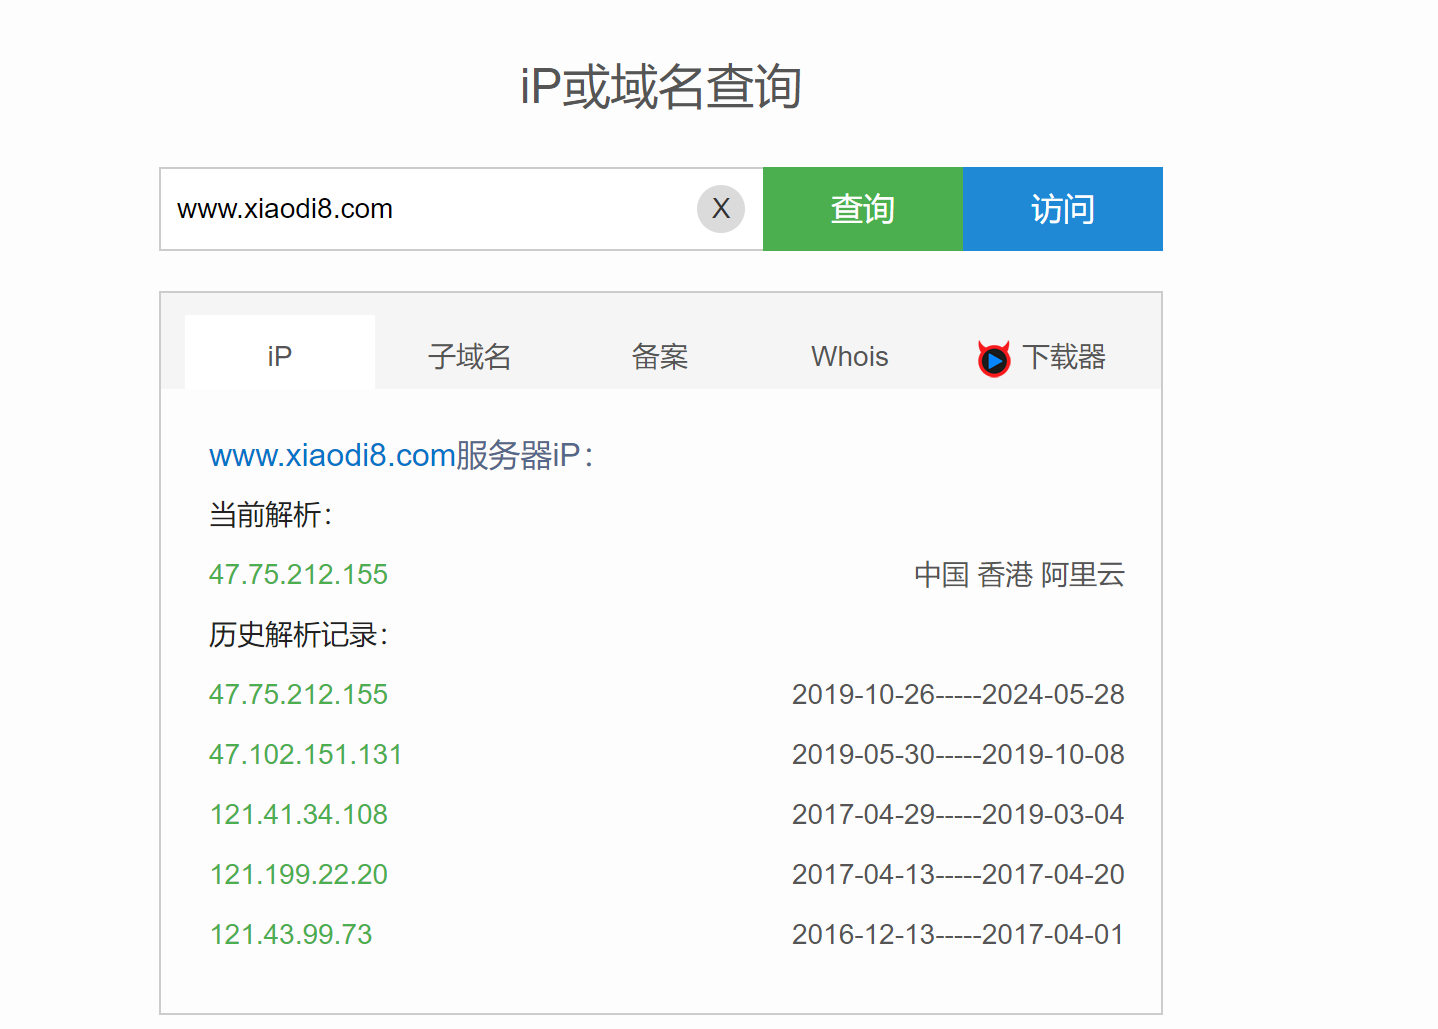 iP或域名查询
www.xiaodi8.com X 查询 访问
iP 子域名 备案 Whois 下载器
www.xiaodi8.com服务器iP：
当前解析：
47.75.212.155 中国 香港 阿里云
历史解析记录：
47.75.212.155 2019-10-26-----2024-05-28
47.102.151.131 2019-05-30-----2019-10-08
121.41.34.108 2017-04-29-----2019-03-04
121.199.22.20 2017-04-13-----2017-04-20
121.43.99.73 2016-12-13-----2017-04-01